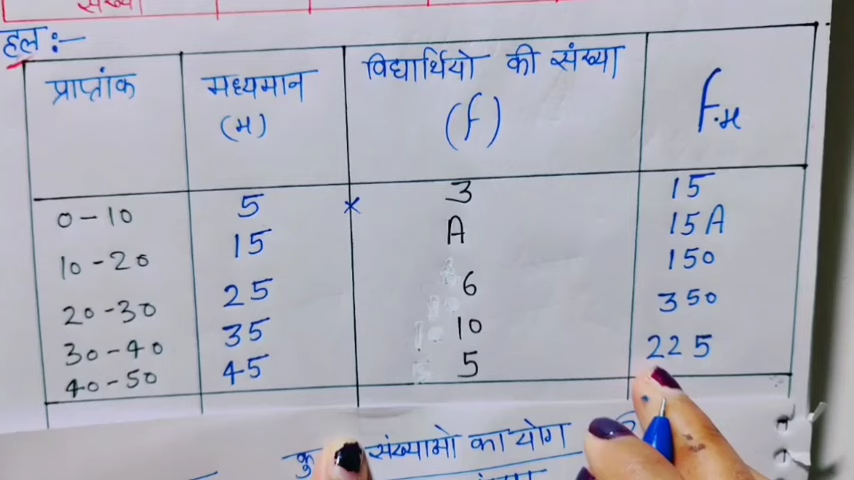 संख्या
हल :-
प्राप्तांक मध्यमान विद्यार्थियो की संख्या f.म
(म) (f)
0-10 5 × 3 15
10-20 15 A 15A
20-30 25 6 150
30-40 35 10 350
40-50 45 5 225
संख्यामो का योग